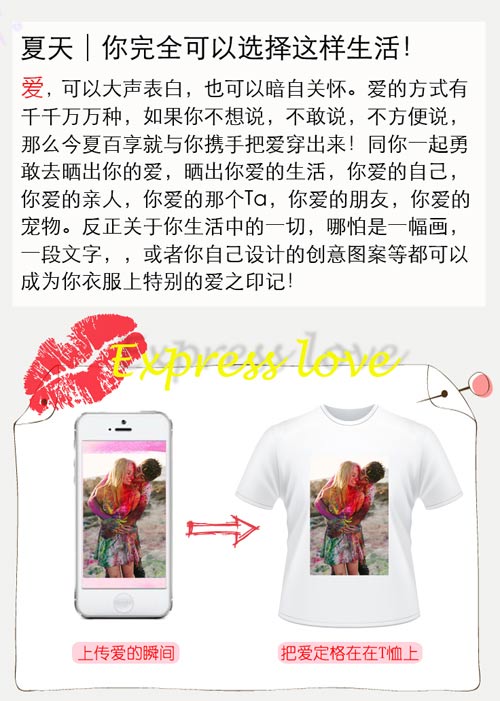 夏天｜你完全可以选择这样生活！
爱，可以大声表白，也可以暗自关怀。爱的方式有
千千万万种，如果你不想说，不敢说，不方便说，
那么今夏百享就与你携手把爱穿出来！同你一起勇
敢去晒出你的爱，晒出你爱的生活，你爱的自己，
你爱的亲人，你爱的那个Ta，你爱的朋友，你爱的
宠物。反正关于你生活中的一切，哪怕是一幅画，
一段文字，，或者你自己设计的创意图案等都可以
成为你衣服上特别的爱之印记！
Express love
上传爱的瞬间
把爱定格在在T恤上